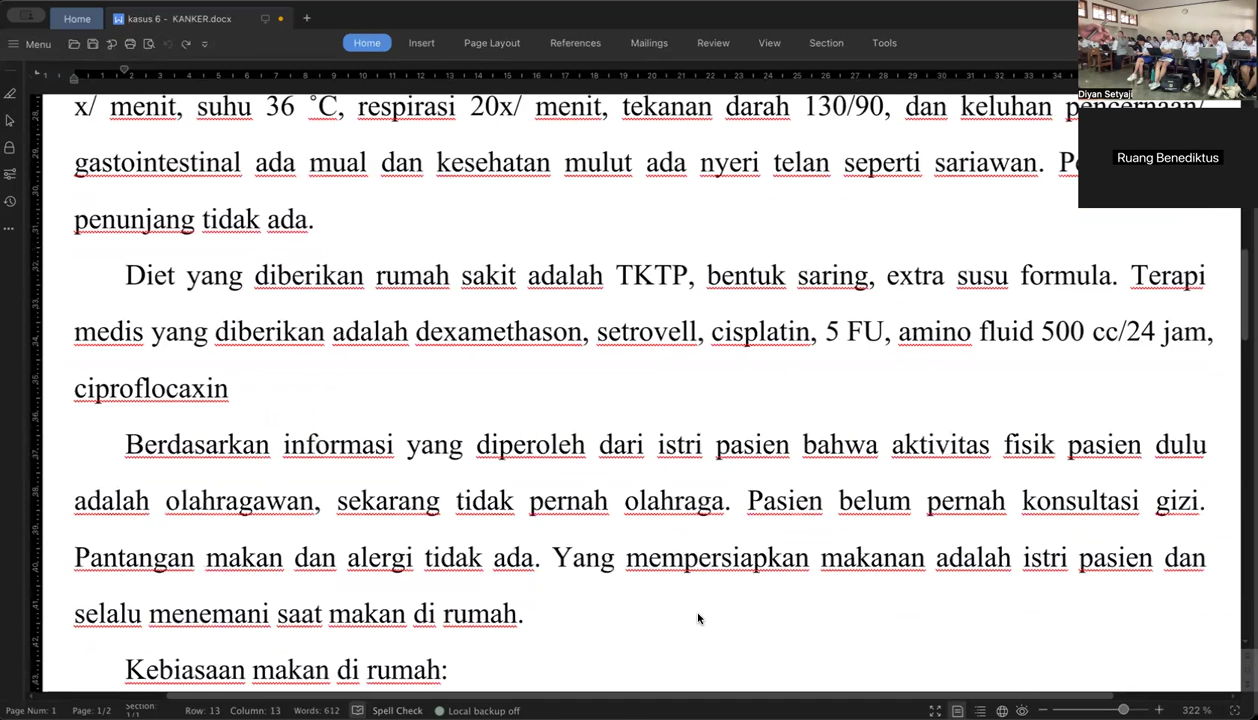 Home
kasus 6 - KANKER.docx
Menu
Home
Insert
Page Layout
References
Mailings
Review
View
Section
Tools
Diyan Setyaji
Ruang Benediktus
x/ menit, suhu 36 ˚C, respirasi 20x/ menit, tekanan darah 130/90, dan keluhan pencernaan/
gastointestinal ada mual dan kesehatan mulut ada nyeri telan seperti sariawan.
penunjang tidak ada.
Diet yang diberikan rumah sakit adalah TKTP, bentuk saring, extra susu formula. Terapi
medis yang diberikan adalah dexamethason, setrovell, cisplatin, 5 FU, amino fluid 500 cc/24 jam,
ciproflocaxin
Berdasarkan informasi yang diperoleh dari istri pasien bahwa aktivitas fisik pasien dulu
adalah olahragawan, sekarang tidak pernah olahraga. Pasien belum pernah konsultasi gizi.
Pantangan makan dan alergi tidak ada. Yang mempersiapkan makanan adalah istri pasien dan
selalu menemani saat makan di rumah.
Kebiasaan makan di rumah:
Page Num: 1
Page: 1/2
Section: 1/1
Row: 13
Column: 13
Words: 612
Spell Check
Local backup off
322 %